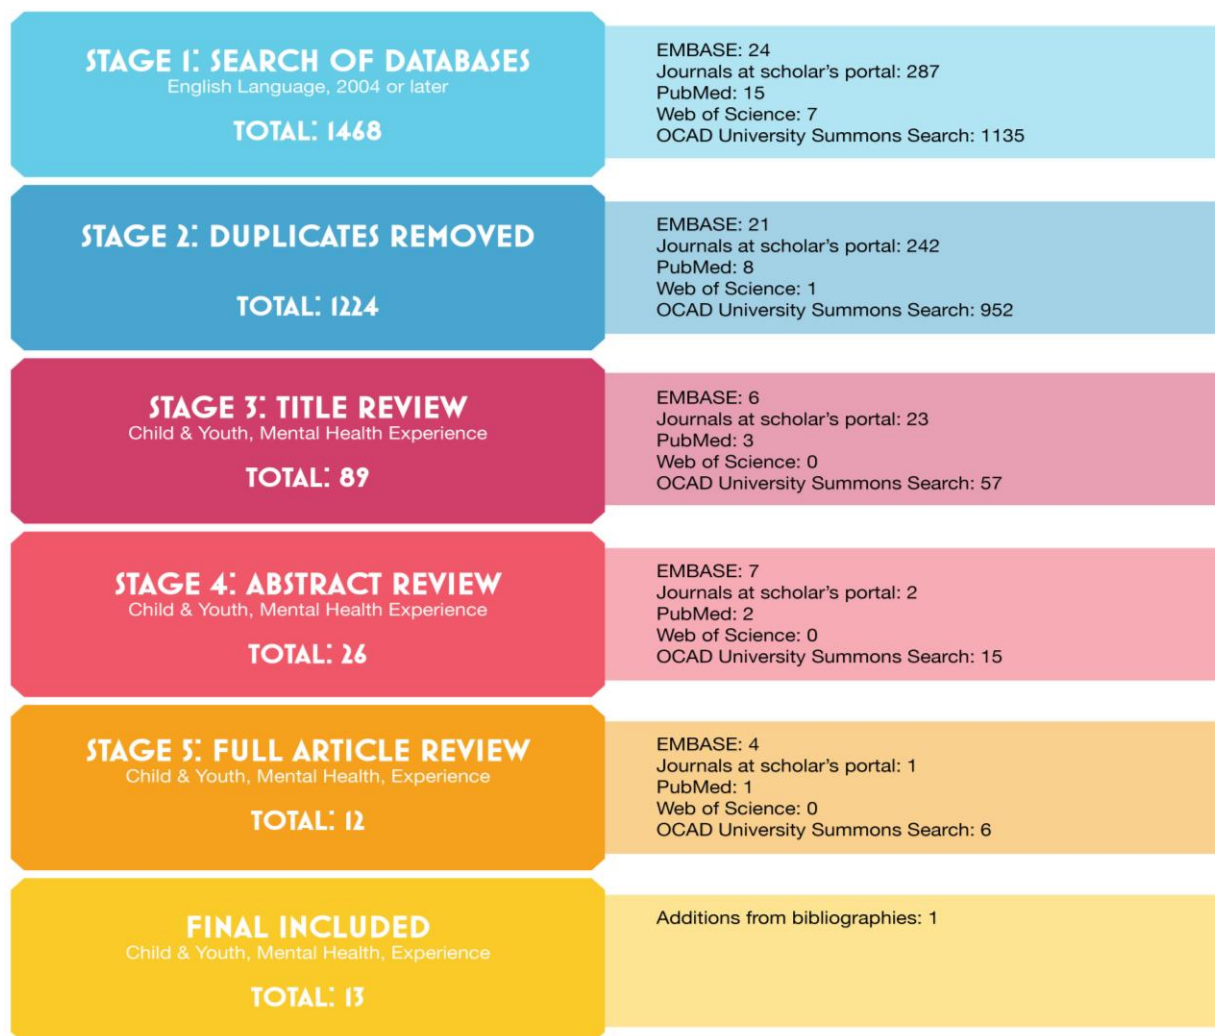 STAGE 1: SEARCH OF DATABASES
English Language, 2004 or later
TOTAL: 1468
EMBASE: 24
Journals at scholar's portal: 287
PubMed: 15
Web of Science: 7
OCAD University Summons Search: 1135
STAGE 2: DUPLICATES REMOVED
TOTAL: 1224
EMBASE: 21
Journals at scholar's portal: 242
PubMed: 8
Web of Science: 1
OCAD University Summons Search: 952
STAGE 3: TITLE REVIEW
Child & Youth, Mental Health Experience
TOTAL: 89
EMBASE: 6
Journals at scholar's portal: 23
PubMed: 3
Web of Science: 0
OCAD University Summons Search: 57
STAGE 4: ABSTRACT REVIEW
Child & Youth, Mental Health Experience
TOTAL: 26
EMBASE: 7
Journals at scholar's portal: 2
PubMed: 2
Web of Science: 0
OCAD University Summons Search: 15
STAGE 5: FULL ARTICLE REVIEW
Child & Youth, Mental Health, Experience
TOTAL: 12
EMBASE: 4
Journals at scholar's portal: 1
PubMed: 1
Web of Science: 0
OCAD University Summons Search: 6
FINAL INCLUDED
Child & Youth, Mental Health, Experience
TOTAL: 13
Additions from bibliographies: 1